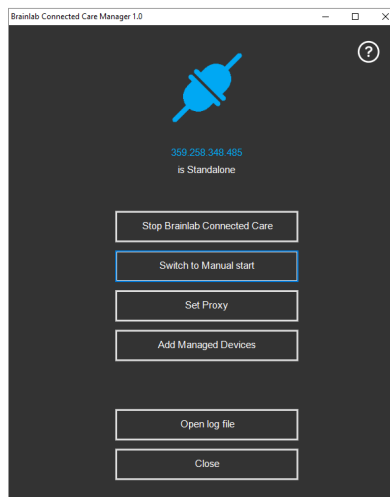 Brainlab Connected Care Manager 1.0
?
359.258.348.485
is Standalone
Stop Brainlab Connected Care
Switch to Manual start
Set Proxy
Add Managed Devices
Open log file
Close